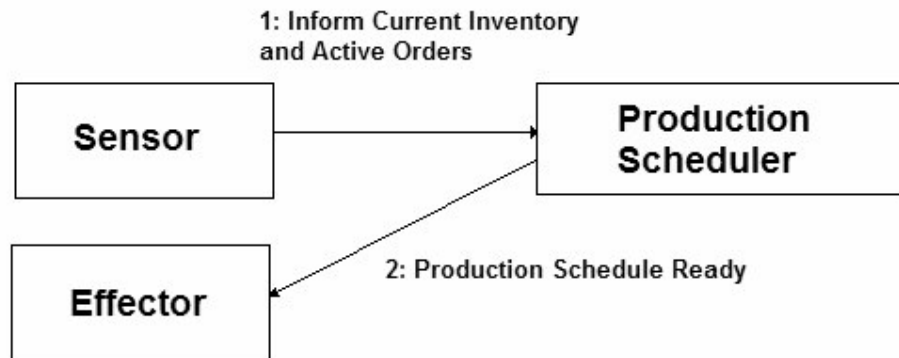 1: Inform Current Inventory
and Active Orders
Sensor
Production
Scheduler
2: Production Schedule Ready
Effector